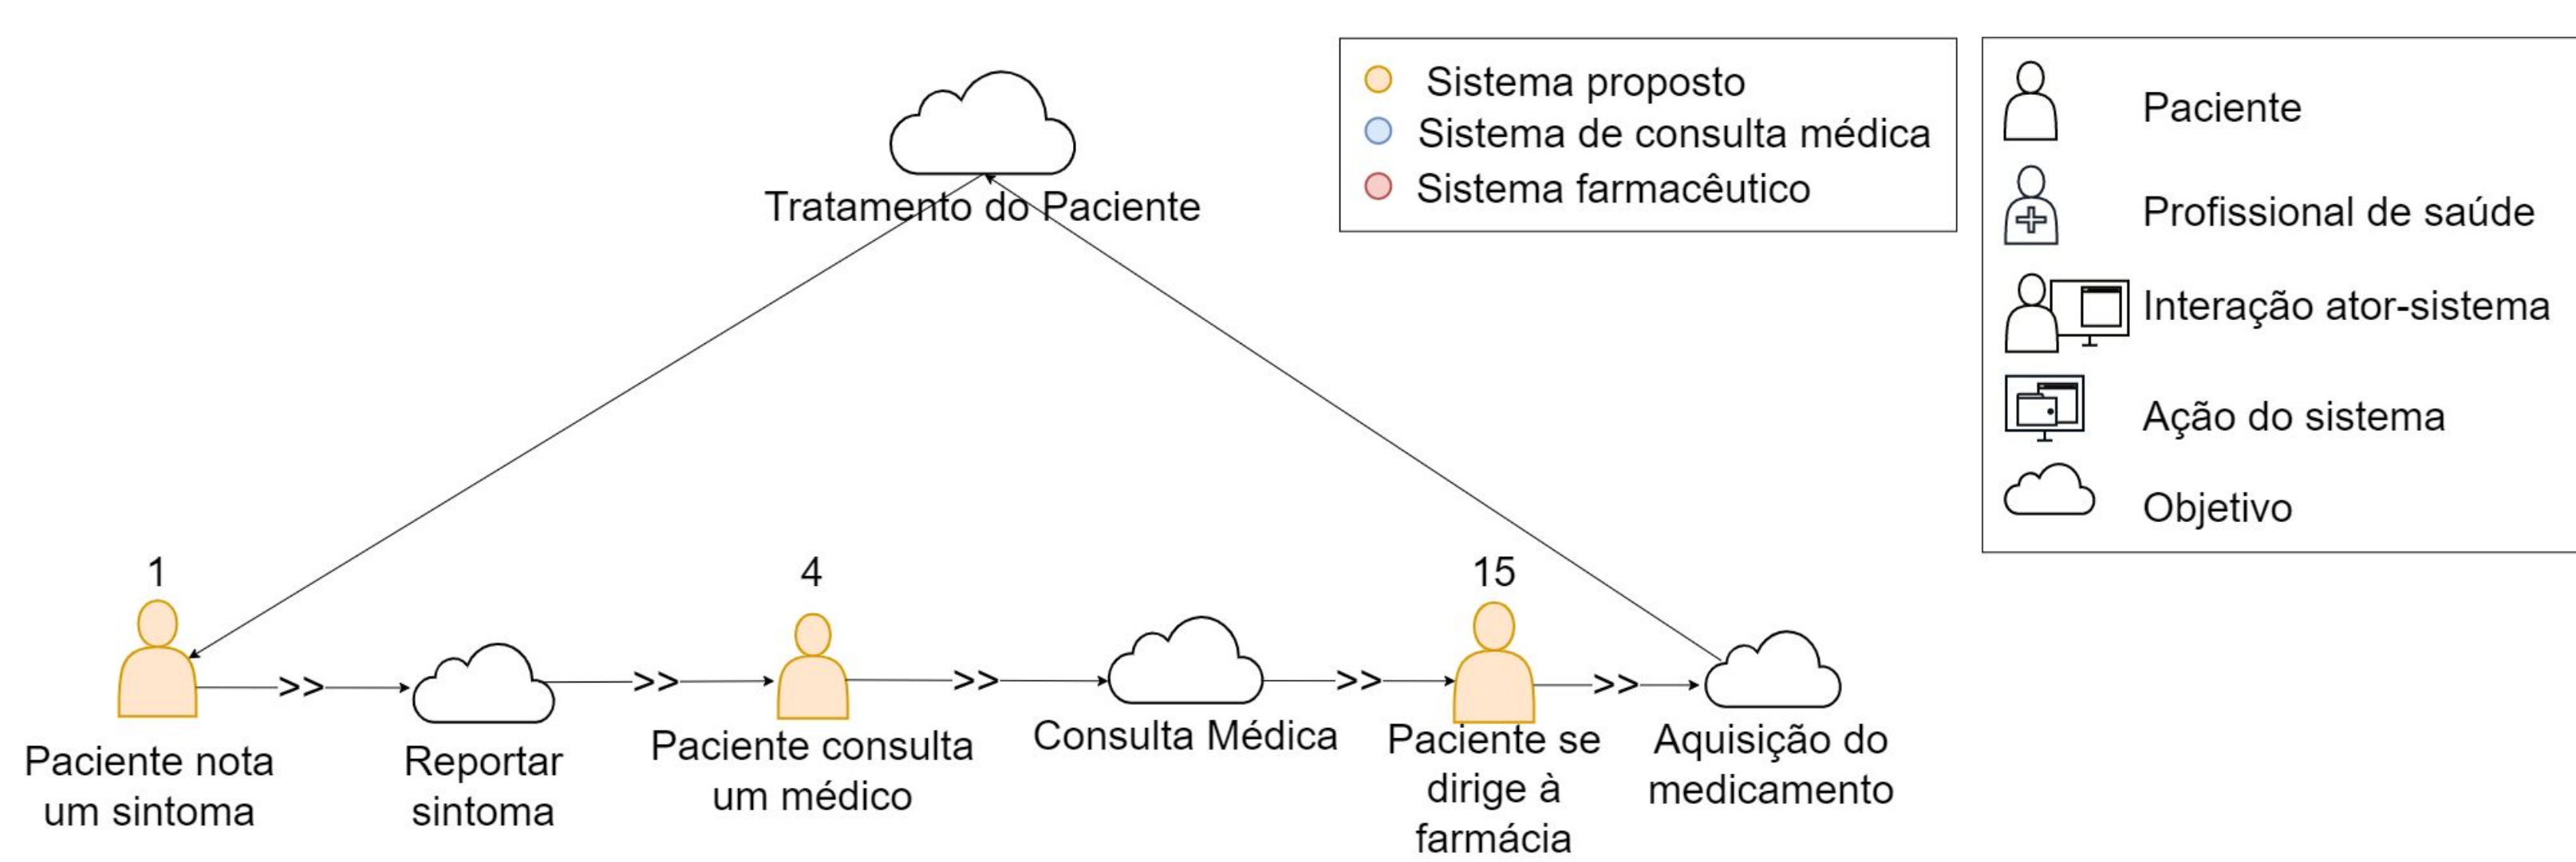 Sistema proposto
Sistema de consulta médica
Sistema farmacêutico
Paciente
Profissional de saúde
Interação ator-sistema
Ação do sistema
Objetivo
Tratamento do Paciente
1
4
15
>>
>>
>>
>>
>>
Paciente nota
um sintoma
Reportar
sintoma
Paciente consulta
um médico
Consulta Médica
Paciente se
dirige à
farmácia
Aquisição do
medicamento